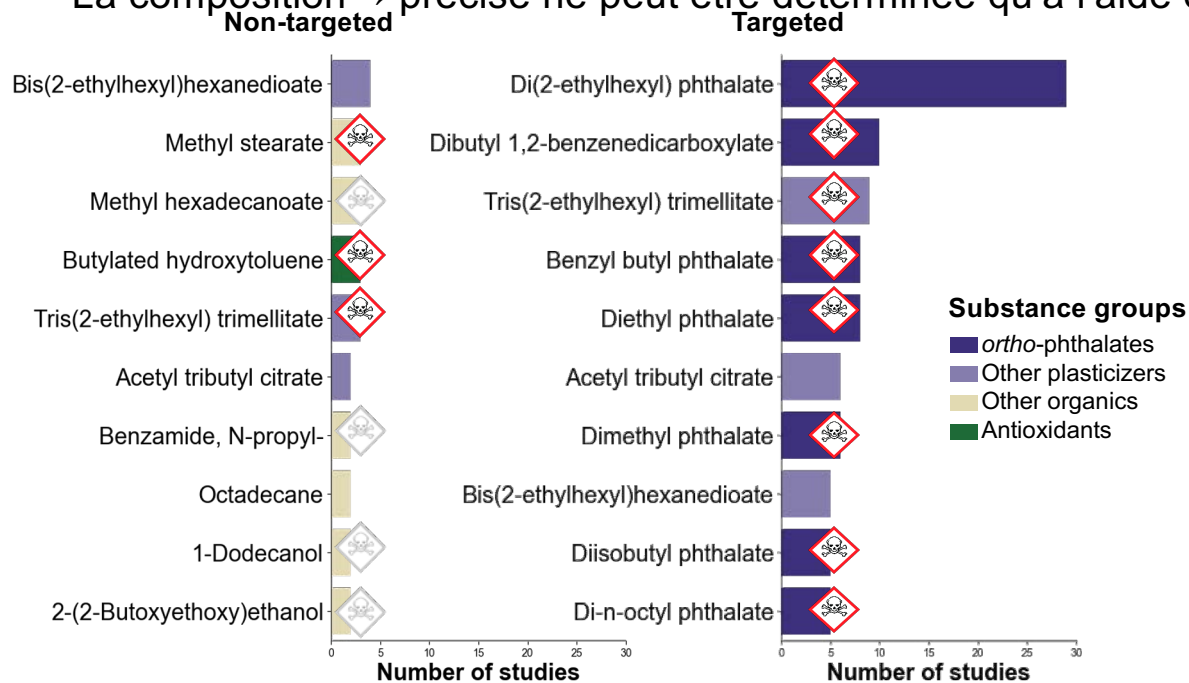 La composition → précise ne peut être déterminée qu'à l'aide
Non-targeted
Bis(2-ethylhexyl)hexanedioate
Methyl stearate
Methyl hexadecanoate
Butylated hydroxytoluene
Tris(2-ethylhexyl) trimellitate
Acetyl tributyl citrate
Benzamide, N-propyl-
Octadecane
1-Dodecanol
2-(2-Butoxyethoxy)ethanol
0 5 10 15 20 25 30
Number of studies
Targeted
Di(2-ethylhexyl) phthalate
Dibutyl 1,2-benzenedicarboxylate
Tris(2-ethylhexyl) trimellitate
Benzyl butyl phthalate
Diethyl phthalate
Acetyl tributyl citrate
Dimethyl phthalate
Bis(2-ethylhexyl)hexanedioate
Diisobutyl phthalate
Di-n-octyl phthalate
0 5 10 15 20 25 30
Number of studies
Substance groups
ortho-phthalates
Other plasticizers
Other organics
Antioxidants